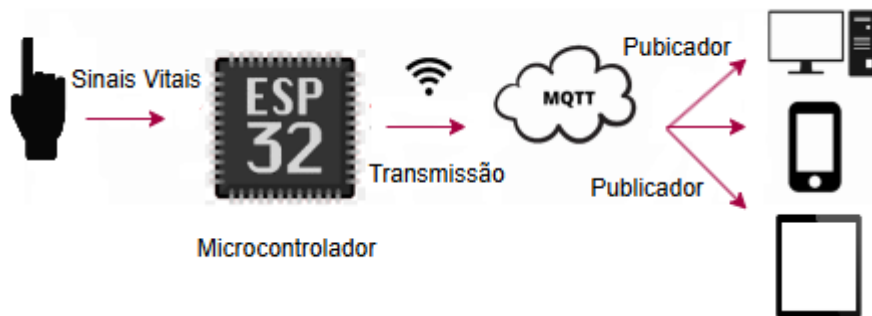 Sinais Vitais
ESP
32
Microcontrolador
Transmissão
MQTT
Pubicador
Publicador